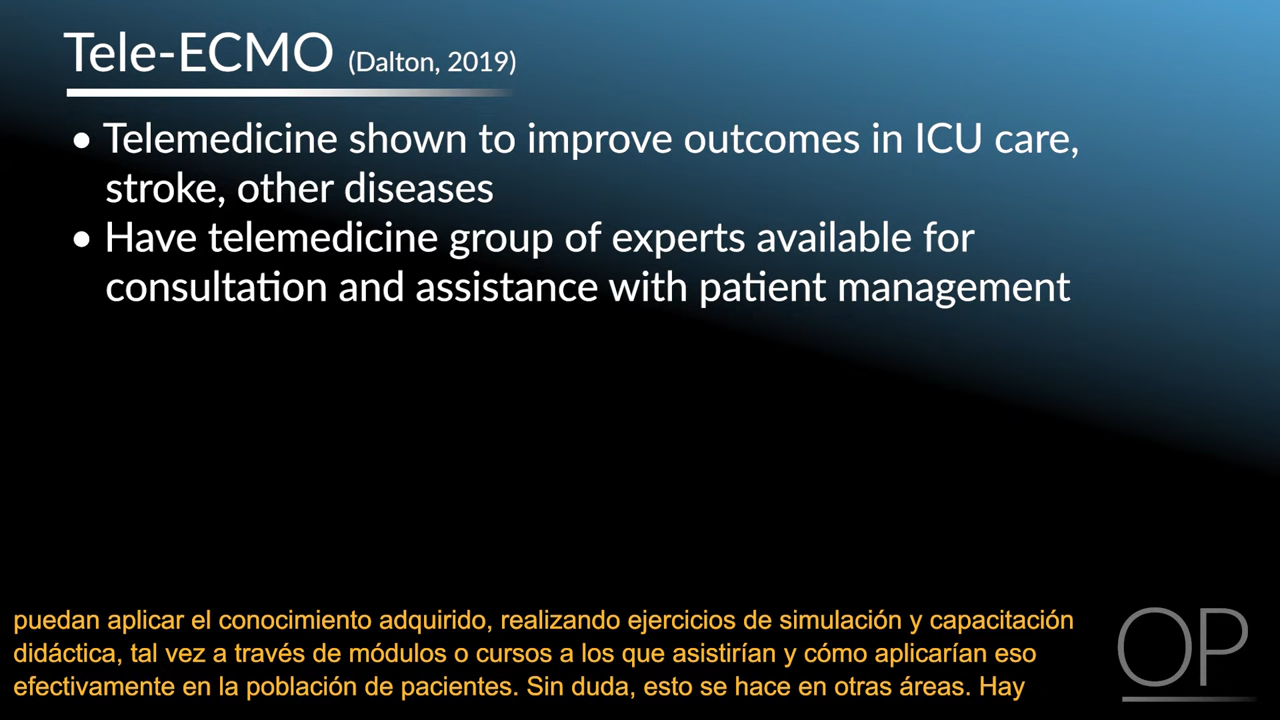 Tele-ECMO (Dalton, 2019)
• Telemedicine shown to improve outcomes in ICU care,
stroke, other diseases
• Have telemedicine group of experts available for
consultation and assistance with patient management
puedan aplicar el conocimiento adquirido, realizando ejercicios de simulación y capacitación
didáctica, tal vez a través de módulos o cursos a los que asistirían y cómo aplicarían eso
efectivamente en la población de pacientes. Sin duda, esto se hace en otras áreas. Hay
OP